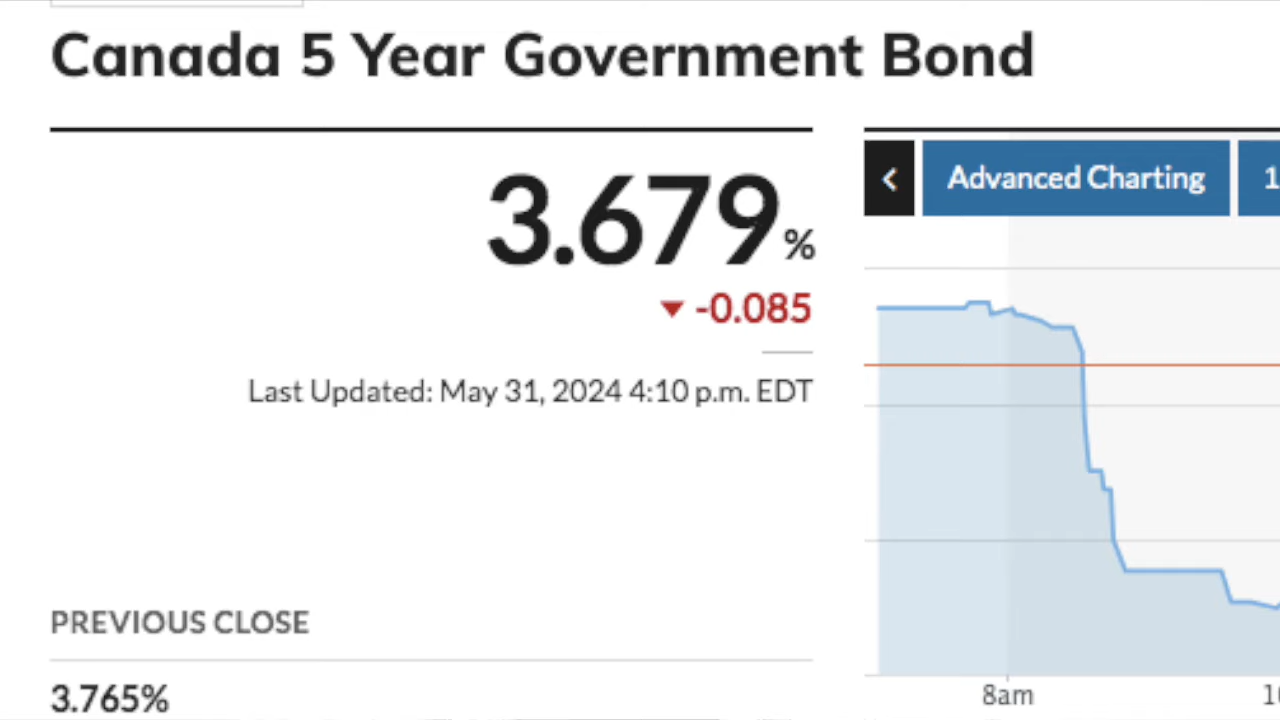 Canada 5 Year Government Bond
3.679%
▼ -0.085
Last Updated: May 31, 2024 4:10 p.m. EDT
PREVIOUS CLOSE
3.765%
< Advanced Charting
8am